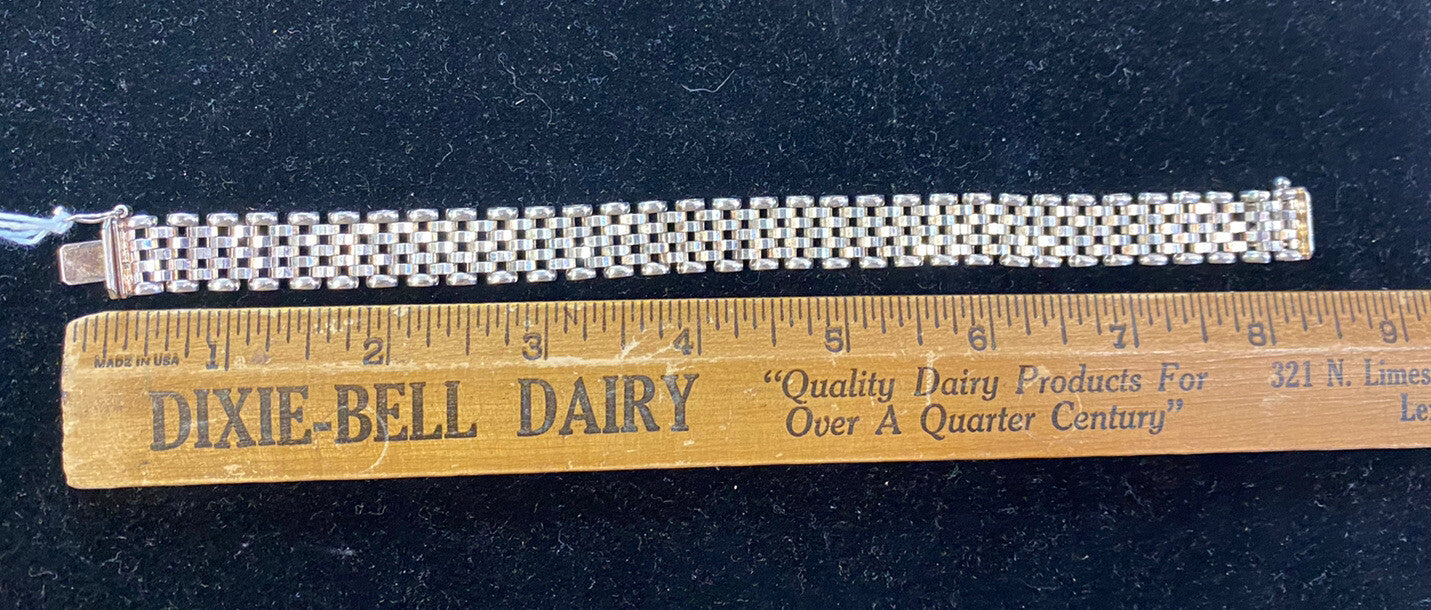 1 2 3 4 5 6 7 8 9
MADE IN USA
DIXIE-BELL DAIRY
“Quality Dairy Products For
Over A Quarter Century”
321 N. Limes
Le